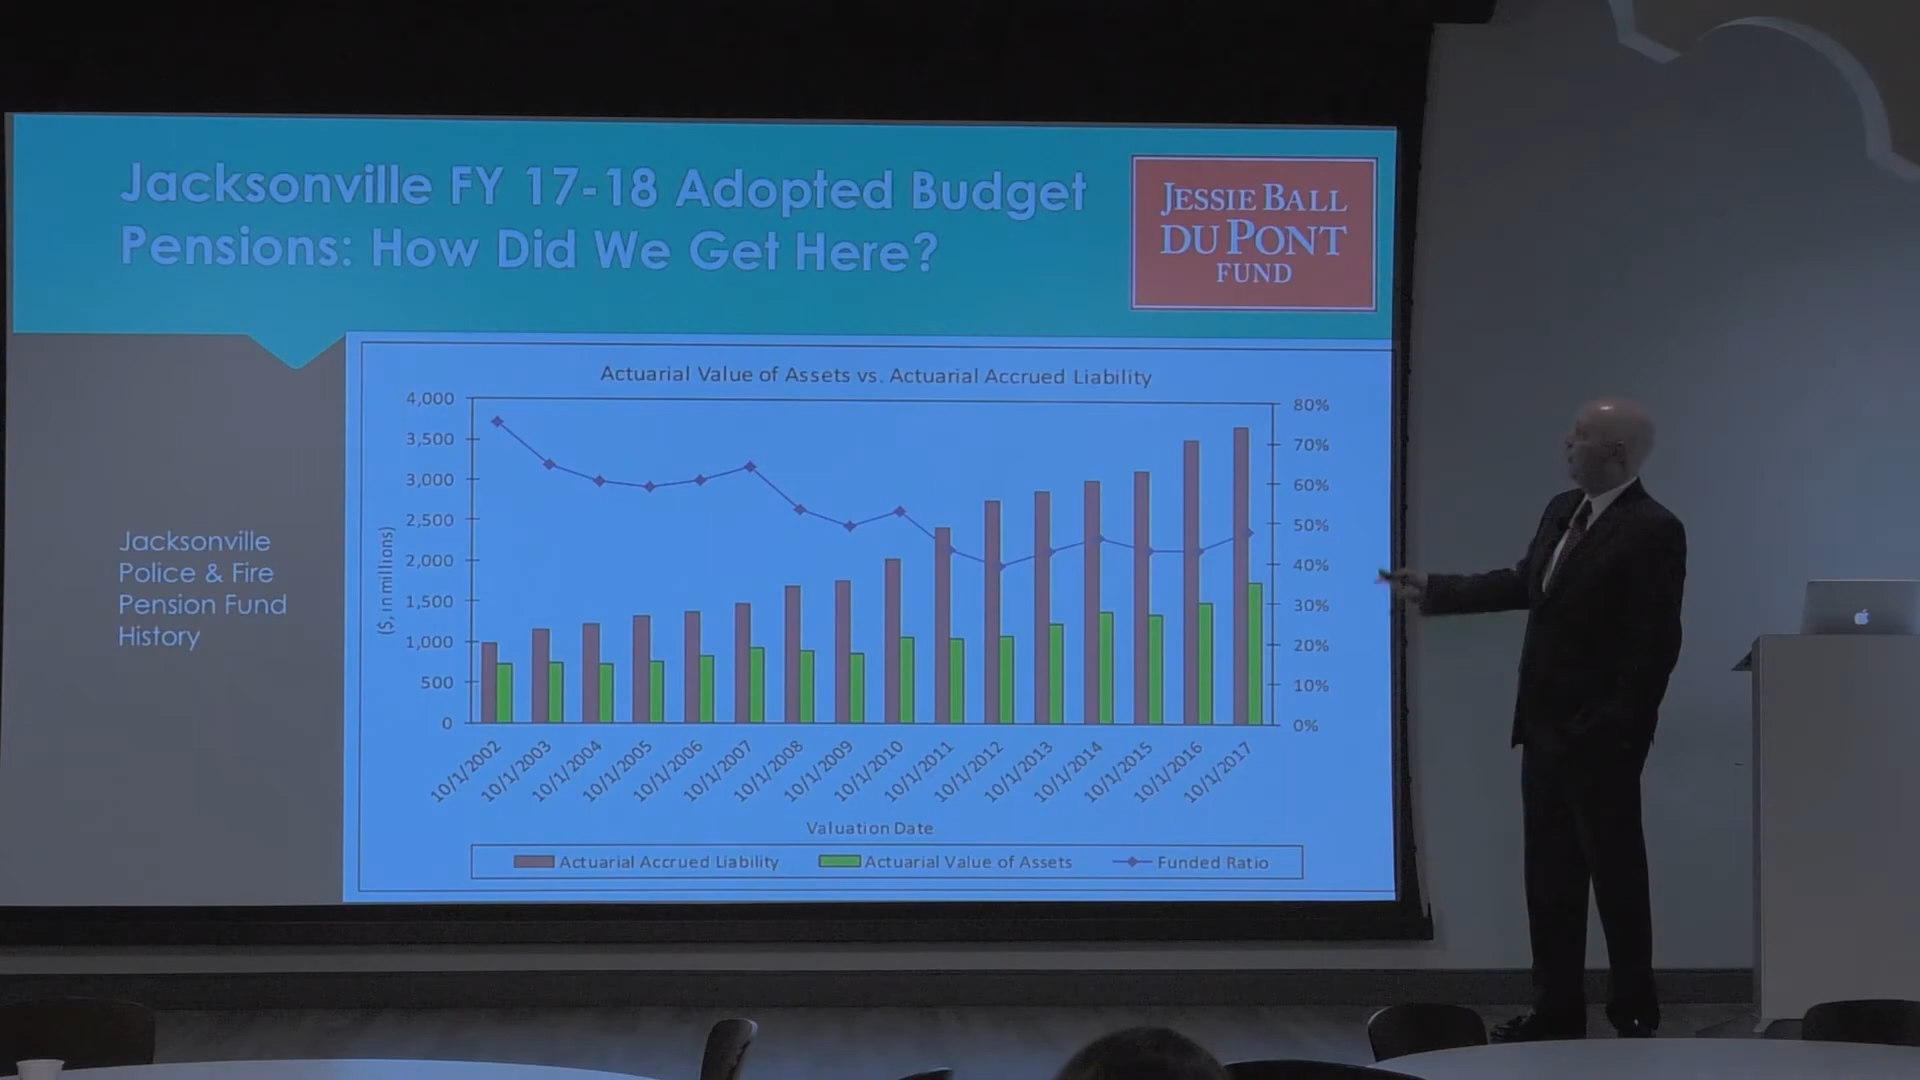 Jacksonville FY 17-18 Adopted Budget
Pensions: How Did We Get Here?
JESSIE BALL
DU PONT
FUND
Jacksonville
Police & Fire
Pension Fund
History
Actuarial Value of Assets vs. Actuarial Accrued Liability
($, in millions)
4,000
3,500
3,000
2,500
2,000
1,500
1,000
500
0
80%
70%
60%
50%
40%
30%
20%
10%
0%
10/1/2002
10/1/2003
10/1/2004
10/1/2005
10/1/2006
10/1/2007
10/1/2008
10/1/2009
10/1/2010
10/1/2011
10/1/2012
10/1/2013
10/1/2014
10/1/2015
10/1/2016
10/1/2017
Valuation Date
Actuarial Accrued Liability Actuarial Value of Assets Funded Ratio